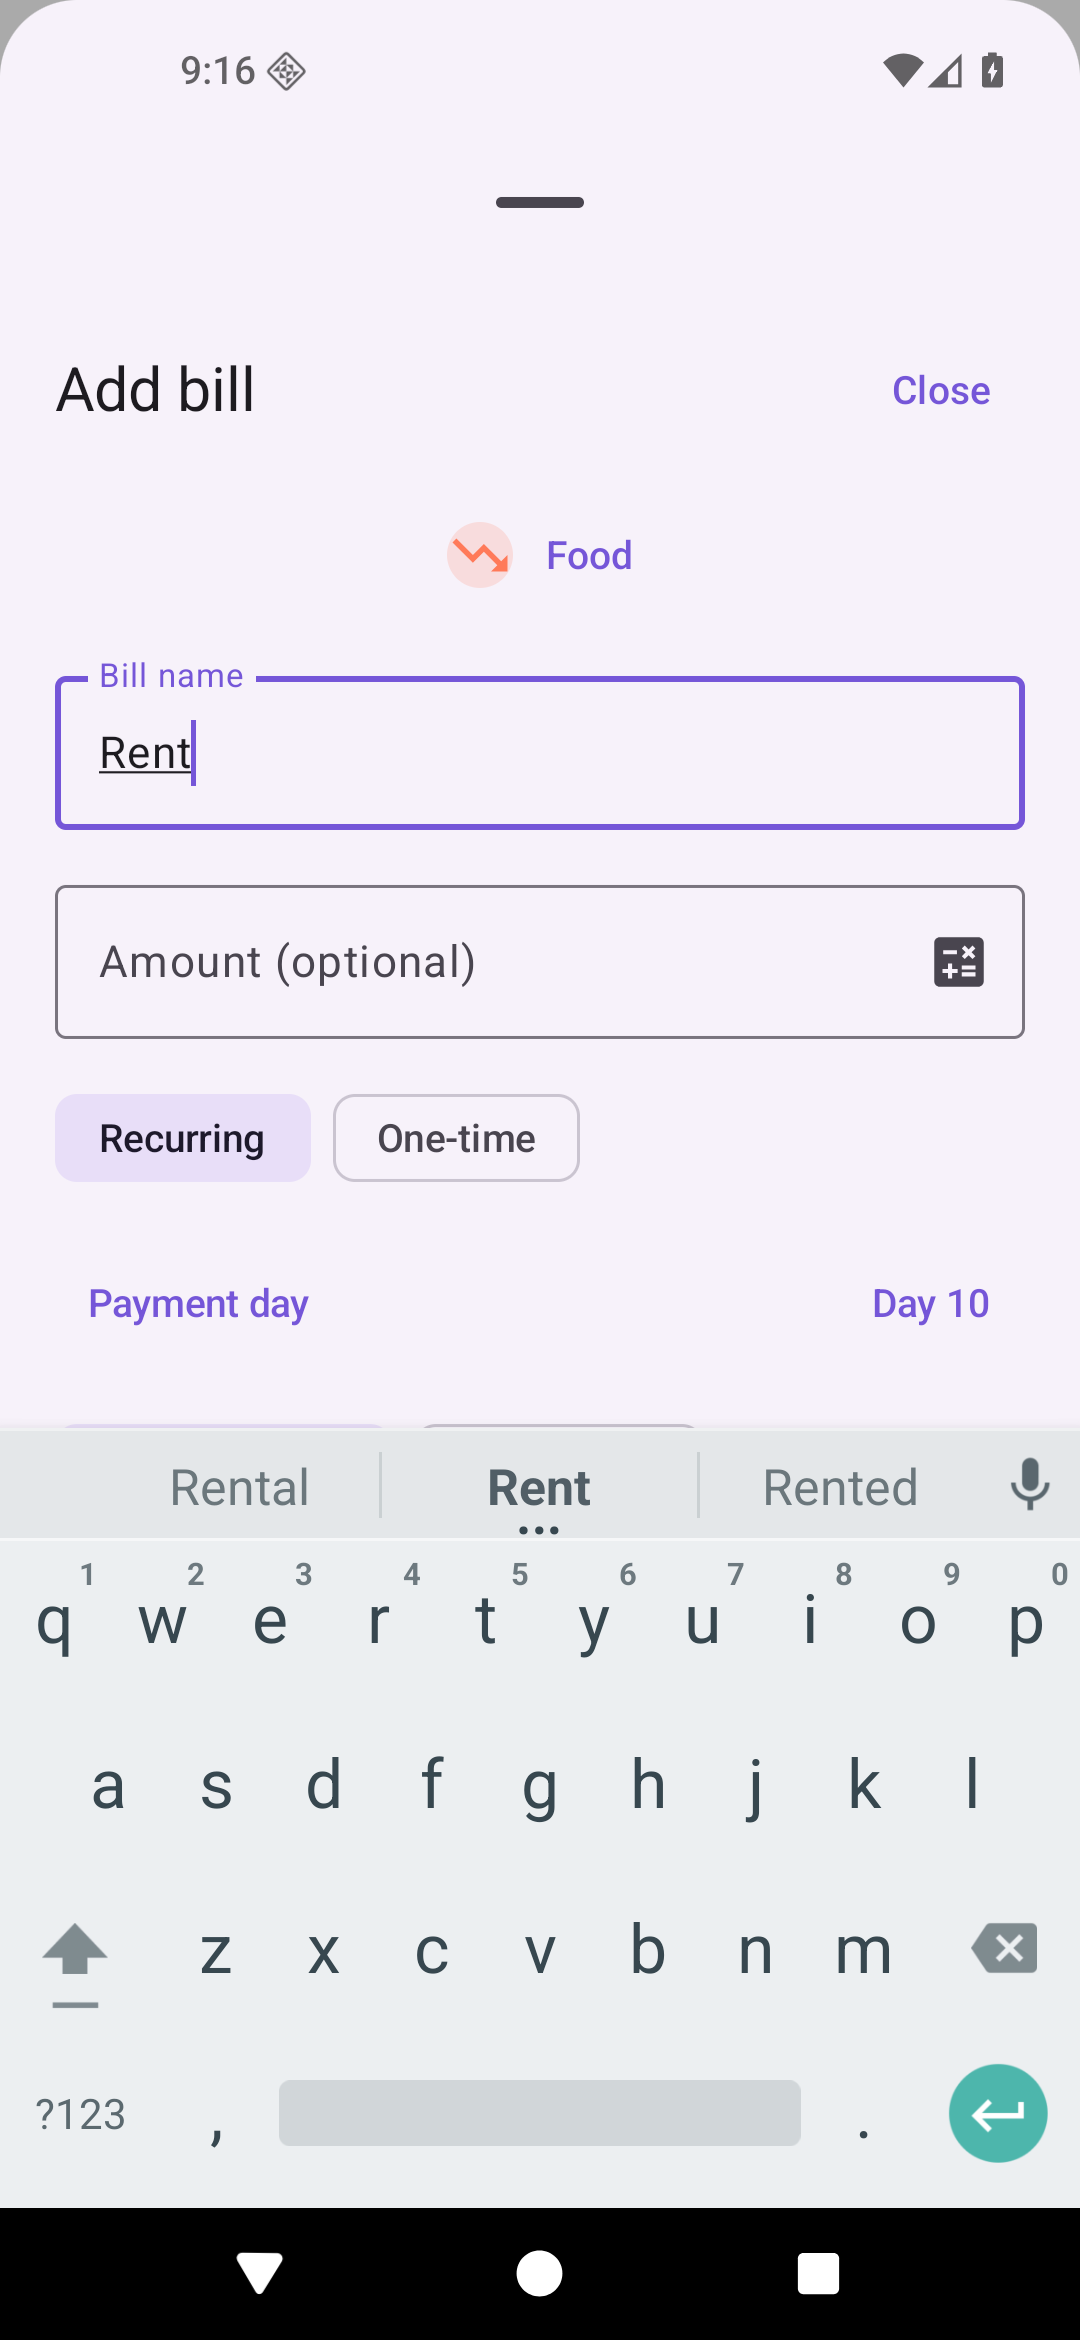 9:16
Add bill
Close
Food
Bill name
Rent
Amount (optional)
Recurring
One-time
Payment day
Day 10
Rental
Rent
Rented
1 2 3 4 5 6 7 8 9 0
q w e r t y u i o p
a s d f g h j k l
z x c v b n m
?123 , .